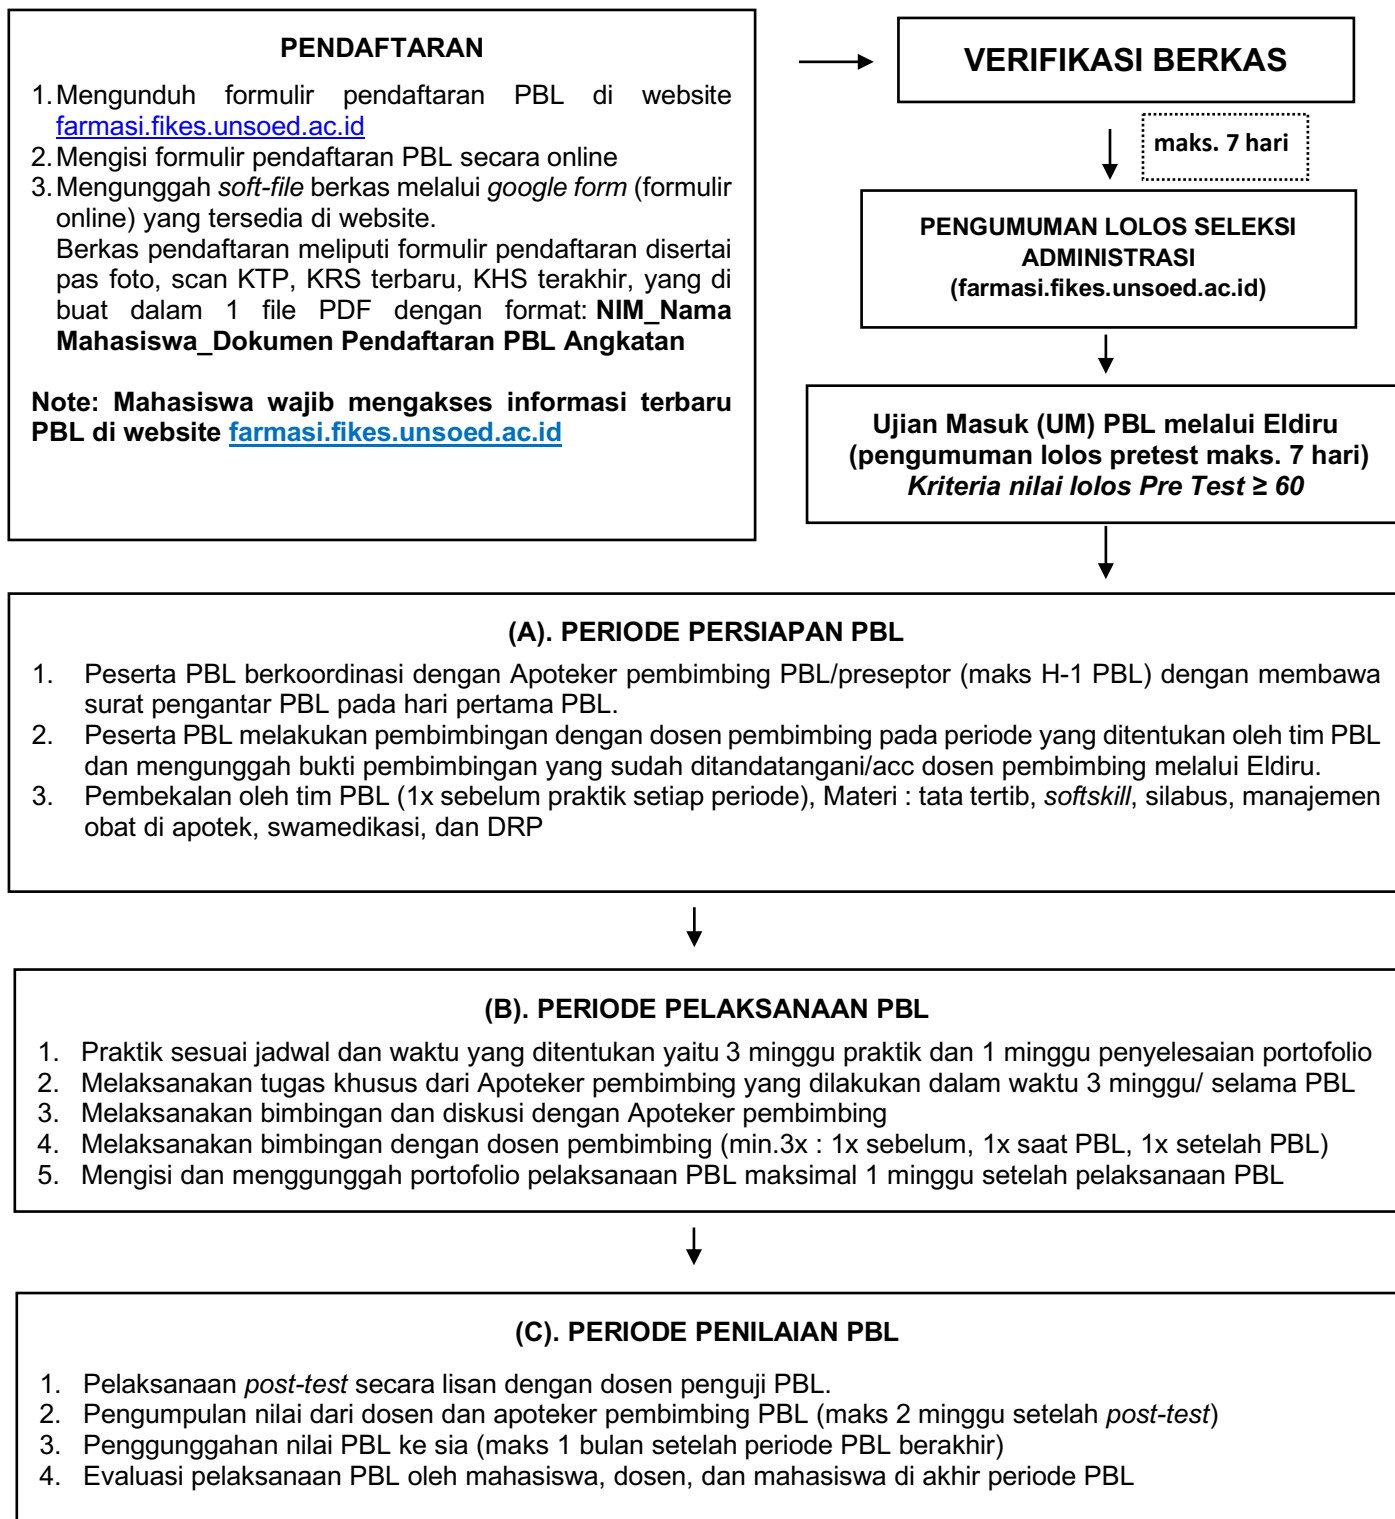 PENDAFTARAN
1. Mengunduh formulir pendaftaran PBL di website
farmasi.fikes.unsoed.ac.id
2. Mengisi formulir pendaftaran PBL secara online
3. Mengunggah soft-file berkas melalui google form (formulir
online) yang tersedia di website.
Berkas pendaftaran meliputi formulir pendaftaran disertai
pas foto, scan KTP, KRS terbaru, KHS terakhir, yang di
buat dalam 1 file PDF dengan format: NIM_Nama
Mahasiswa_Dokumen Pendaftaran PBL Angkatan
Note: Mahasiswa wajib mengakses informasi terbaru
PBL di website farmasi.fikes.unsoed.ac.id
VERIFIKASI BERKAS
maks. 7 hari
PENGUMUMAN LOLOS SELEKSI
ADMINISTRASI
(farmasi.fikes.unsoed.ac.id)
Ujian Masuk (UM) PBL melalui Eldiru
(pengumuman lolos pretest maks. 7 hari)
Kriteria nilai lolos Pre Test ≥ 60
(A). PERIODE PERSIAPAN PBL
1. Peserta PBL berkoordinasi dengan Apoteker pembimbing PBL/preseptor (maks H-1 PBL) dengan membawa
surat pengantar PBL pada hari pertama PBL.
2. Peserta PBL melakukan pembimbingan dengan dosen pembimbing pada periode yang ditentukan oleh tim PBL
dan mengunggah bukti pembimbingan yang sudah ditandatangani/acc dosen pembimbing melalui Eldiru.
3. Pembekalan oleh tim PBL (1x sebelum praktik setiap periode), Materi : tata tertib, softskill, silabus, manajemen
obat di apotek, swamedikasi, dan DRP
(B). PERIODE PELAKSANAAN PBL
1. Praktik sesuai jadwal dan waktu yang ditentukan yaitu 3 minggu praktik dan 1 minggu penyelesaian portofolio
2. Melaksanakan tugas khusus dari Apoteker pembimbing yang dilakukan dalam waktu 3 minggu/ selama PBL
3. Melaksanakan bimbingan dan diskusi dengan Apoteker pembimbing
4. Melaksanakan bimbingan dengan dosen pembimbing (min.3x : 1x sebelum, 1x saat PBL, 1x setelah PBL)
5. Mengisi dan menggunggah portofolio pelaksanaan PBL maksimal 1 minggu setelah pelaksanaan PBL
(C). PERIODE PENILAIAN PBL
1. Pelaksanaan post-test secara lisan dengan dosen penguji PBL.
2. Pengumpulan nilai dari dosen dan apoteker pembimbing PBL (maks 2 minggu setelah post-test)
3. Penggunggahan nilai PBL ke sia (maks 1 bulan setelah periode PBL berakhir)
4. Evaluasi pelaksanaan PBL oleh mahasiswa, dosen, dan mahasiswa di akhir periode PBL